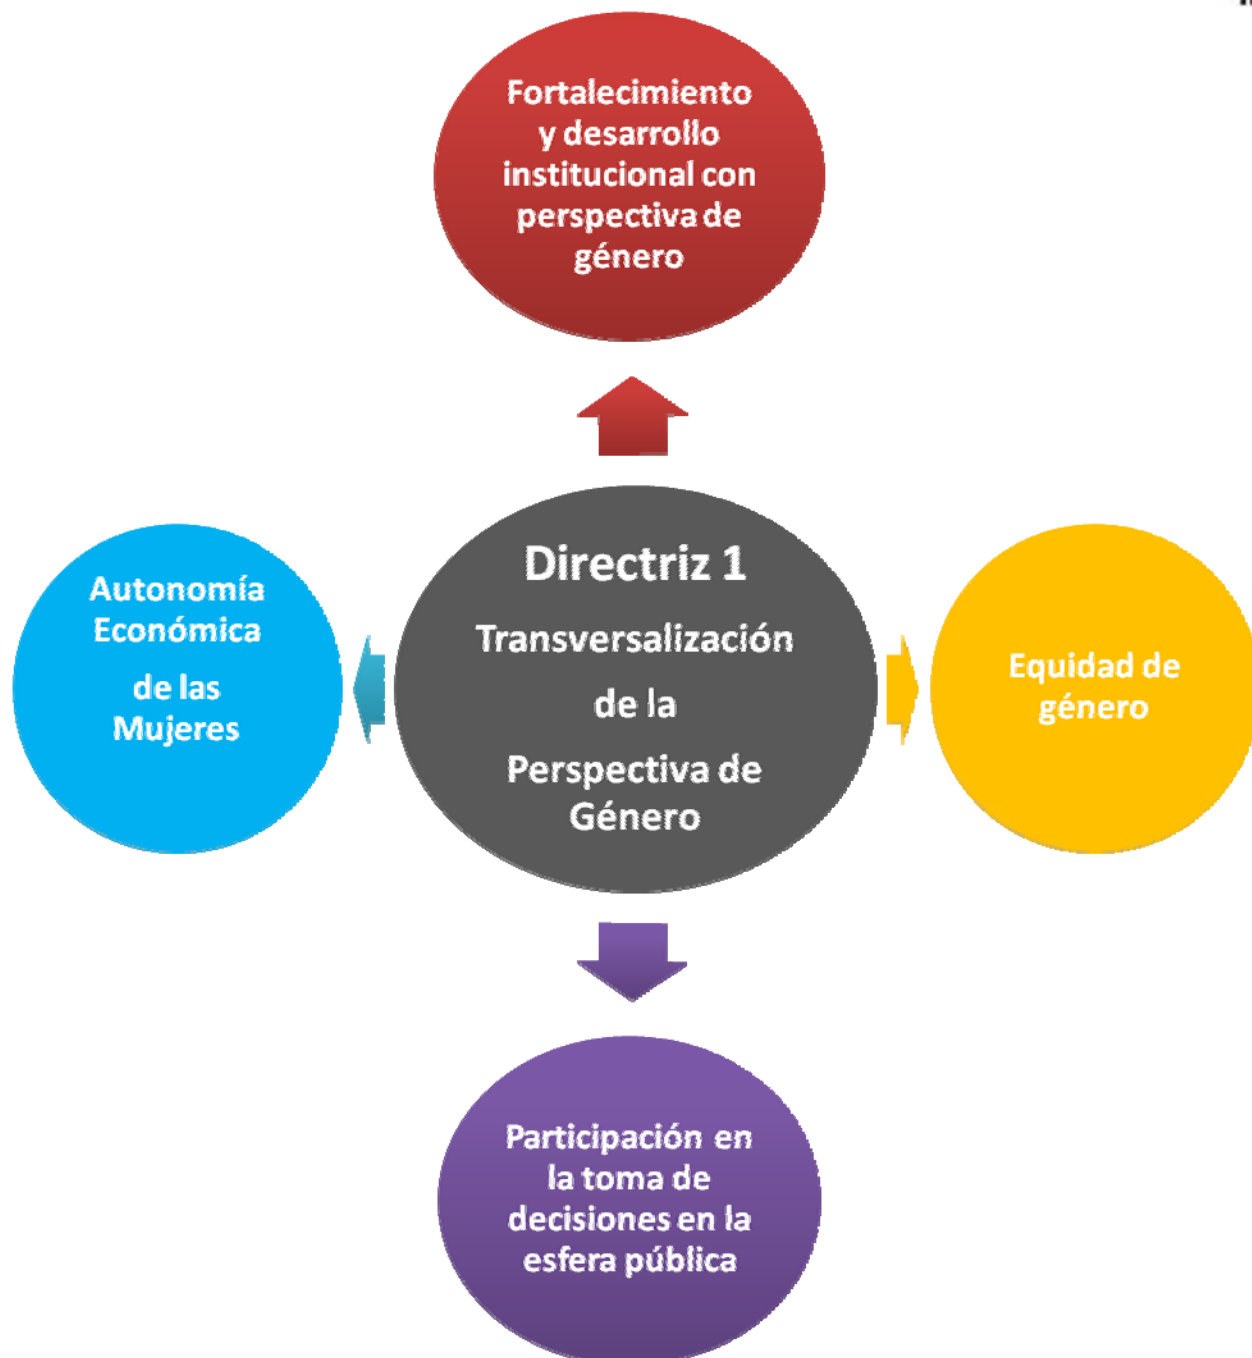 Fortalecimiento
y desarrollo
institucional con
perspectiva de
género
Autonomía
Económica
de las
Mujeres
Directriz 1
Transversalización
de la
Perspectiva de
Género
Equidad de
género
Participación en
la toma de
decisiones en la
esfera pública